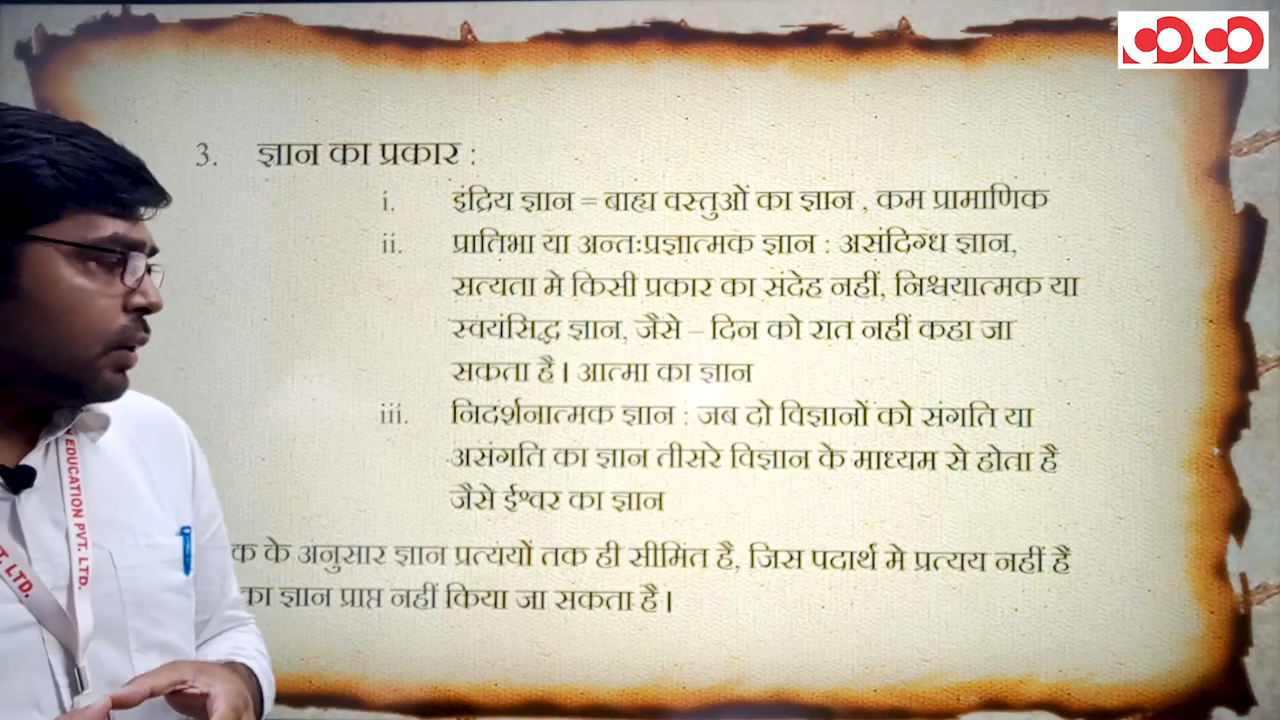 3. ज्ञान का प्रकार :
i. इंद्रिय ज्ञान = बाह्य वस्तुओं का ज्ञान , कम प्रामाणिक
ii. प्रातिभा या अन्तःप्रज्ञात्मक ज्ञान : असंदिग्ध ज्ञान,
सत्यता मे किसी प्रकार का संदेह नहीं, निश्चयात्मक या
स्वयंसिद्ध ज्ञान, जैसे – दिन को रात नहीं कहा जा
सकता है । आत्मा का ज्ञान
iii. निदर्शनात्मक ज्ञान : जब दो विज्ञानों को संगति या
असंगति का ज्ञान तीसरे विज्ञान के माध्यम से होता है
जैसे ईश्वर का ज्ञान
क के अनुसार ज्ञान प्रत्ययों तक ही सीमित है, जिस पदार्थ मे प्रत्यय नहीं है
का ज्ञान प्राप्त नहीं किया जा सकता है ।
EDUCATION PVT. LTD.
T. LTD.